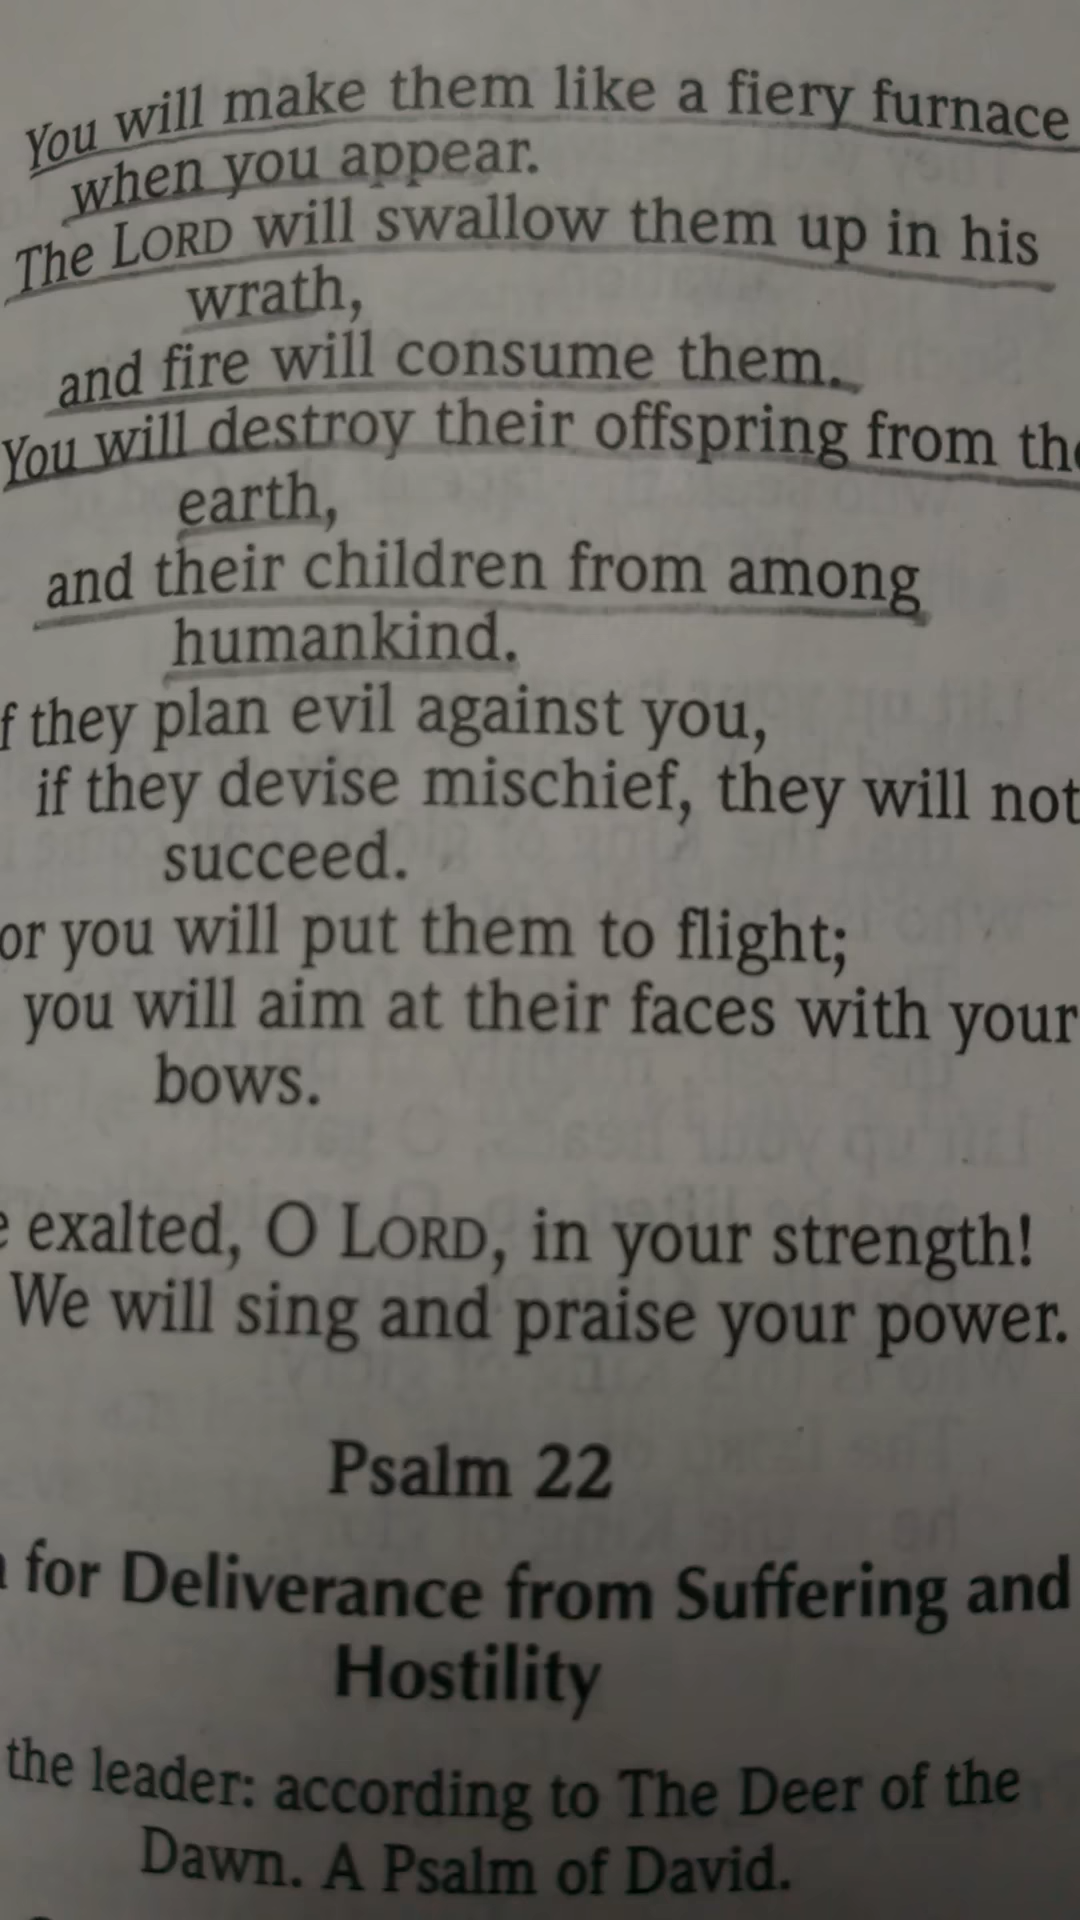 You will make them like a fiery furnace
when you appear.
The LORD will swallow them up in his
wrath,
and fire will consume them.
You will destroy their offspring from the
earth,
and their children from among
humankind.
f they plan evil against you,
if they devise mischief, they will not
succeed.
or you will put them to flight;
you will aim at their faces with your
bows.
e exalted, O LORD, in your strength!
We will sing and praise your power.
Psalm 22
for Deliverance from Suffering and
Hostility
the leader: according to The Deer of the
Dawn. A Psalm of David.